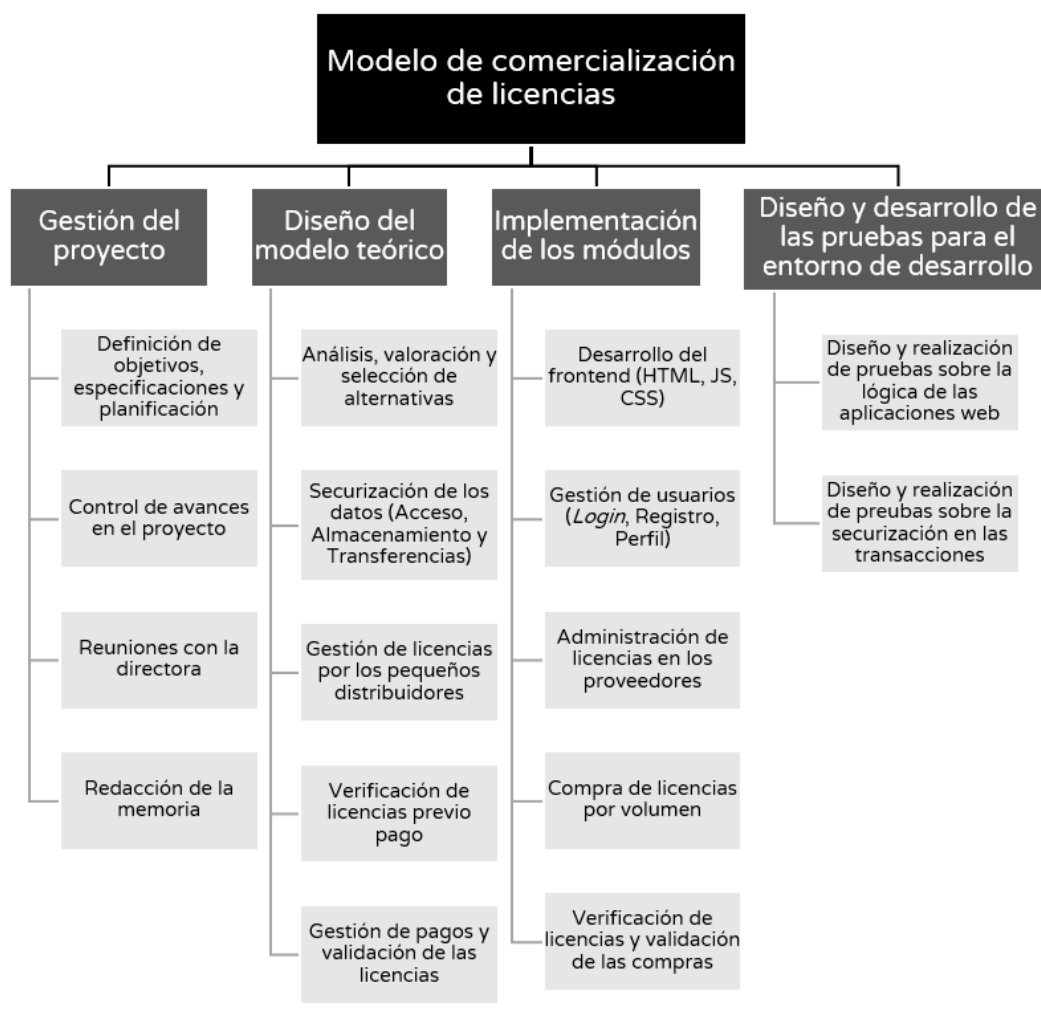 Modelo de comercialización
de licencias
Gestión del
proyecto
Definición de
objetivos,
especificaciones y
planificación
Control de avances
en el proyecto
Reuniones con la
directora
Redacción de la
memoria
Diseño del
modelo teórico
Análisis, valoración y
selección de
alternativas
Securización de los
datos (Acceso,
Almacenamiento y
Transferencias)
Gestión de licencias
por los pequeños
distribuidores
Verificación de
licencias previo
pago
Gestión de pagos y
validación de las
licencias
Implementación
de los módulos
Desarrollo del
frontend (HTML, JS,
CSS)
Gestión de usuarios
(Login, Registro,
Perfil)
Administración de
licencias en los
proveedores
Compra de licencias
por volumen
Verificación de
licencias y validación
de las compras
Diseño y desarrollo de
las pruebas para el
entorno de desarrollo
Diseño y realización
de pruebas sobre la
lógica de las
aplicaciones web
Diseño y realización
de preubas sobre la
securización en las
transacciones